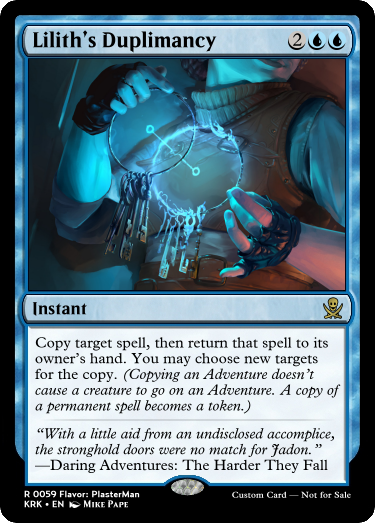 Lilith's Duplimancy 2
Instant
Copy target spell, then return that spell to its
owner's hand. You may choose new targets
for the copy. (Copying an Adventure doesn't
cause a creature to go on an Adventure. A copy of
a permanent spell becomes a token.)
"With a little aid from an undisclosed accomplice,
the stronghold doors were no match for Jadon."
—Daring Adventures: The Harder They Fall
R 0059 Flavor: PlasterMan
KRK • EN Mike Pape
Custom Card — Not for Sale